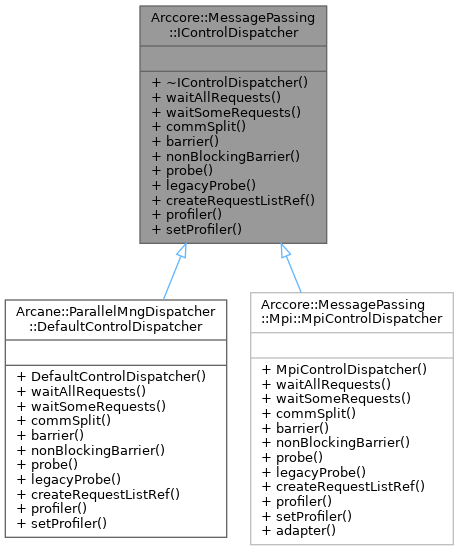 Arccore::MessagePassing
::IControlDispatcher
+ ~IControlDispatcher()
+ waitAllRequests()
+ waitSomeRequests()
+ commSplit()
+ barrier()
+ nonBlockingBarrier()
+ probe()
+ legacyProbe()
+ createRequestListRef()
+ profiler()
+ setProfiler()
Arcane::ParallelMngDispatcher
::DefaultControlDispatcher
+ DefaultControlDispatcher()
+ waitAllRequests()
+ waitSomeRequests()
+ commSplit()
+ barrier()
+ nonBlockingBarrier()
+ probe()
+ legacyProbe()
+ createRequestListRef()
+ profiler()
+ setProfiler()
Arccore::MessagePassing
::Mpi::MpiControlDispatcher
+ MpiControlDispatcher()
+ waitAllRequests()
+ waitSomeRequests()
+ commSplit()
+ barrier()
+ nonBlockingBarrier()
+ probe()
+ legacyProbe()
+ createRequestListRef()
+ profiler()
+ setProfiler()
+ adapter()